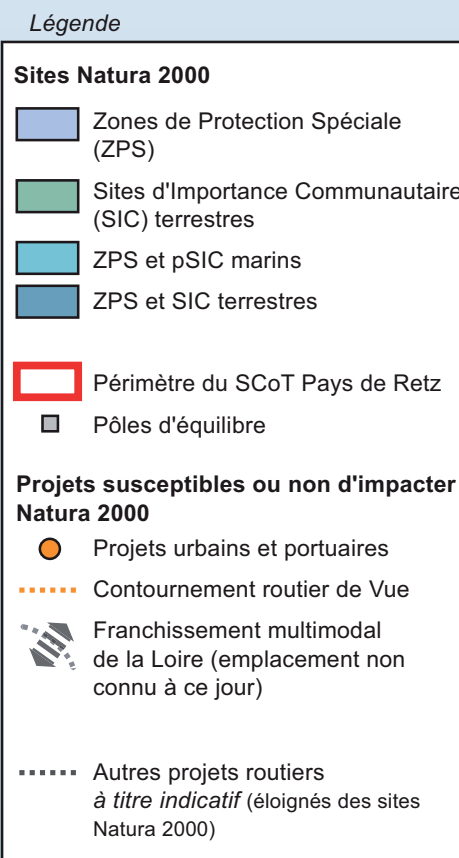 Légende
Sites Natura 2000
Zones de Protection Spéciale
(ZPS)
Sites d'Importance Communautaire
(SIC) terrestres
ZPS et pSIC marins
ZPS et SIC terrestres
Périmètre du SCoT Pays de Retz
Pôles d'équilibre
Projets susceptibles ou non d'impacter
Natura 2000
Projets urbains et portuaires
Contournement routier de Vue
Franchissement multimodal
de la Loire (emplacement non
connu à ce jour)
Autres projets routiers
à titre indicatif (éloignés des sites
Natura 2000)